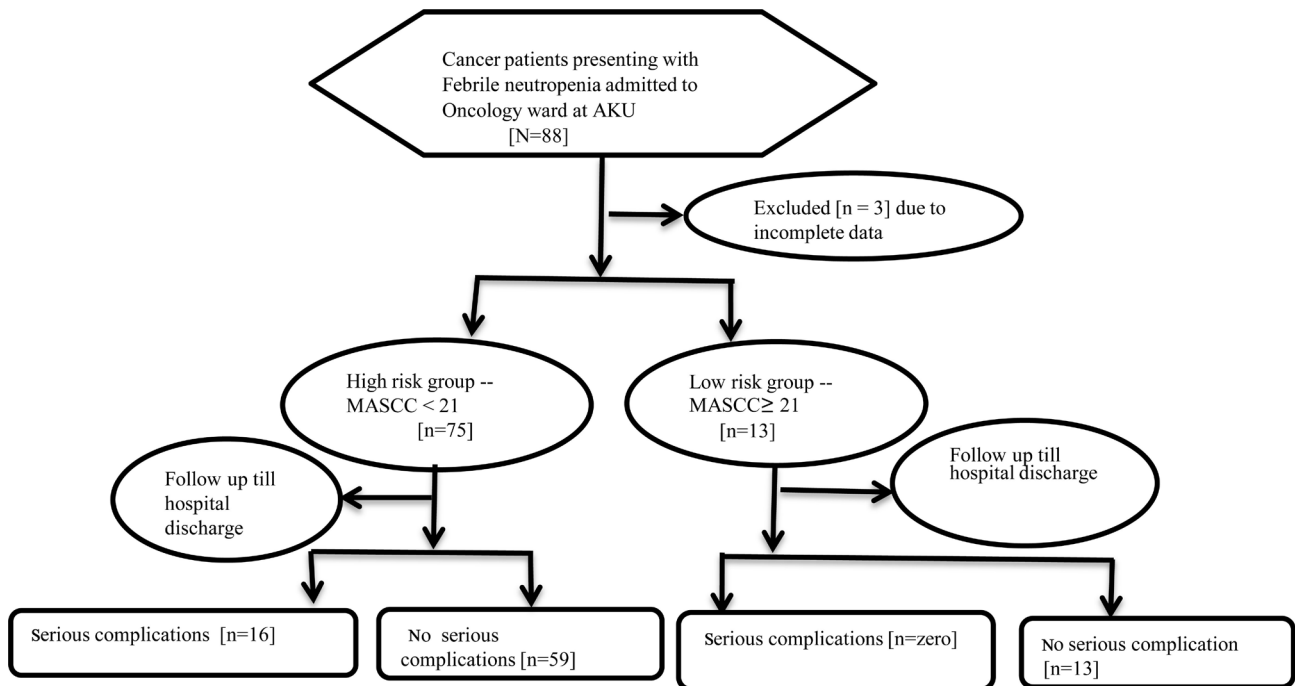 Cancer patients presenting with
Febrile neutropenia admitted to
Oncology ward at AKU
[N=88]
Excluded [n = 3] due to
incomplete data
High risk group --
MASCC < 21
[n=75]
Low risk group --
MASCC≥ 21
[n=13]
Follow up till
hospital
discharge
Follow up till
hospital discharge
Serious complications [n=16]
No serious
complications [n=59]
Serious complications [n=zero]
No serious complication
[n=13]